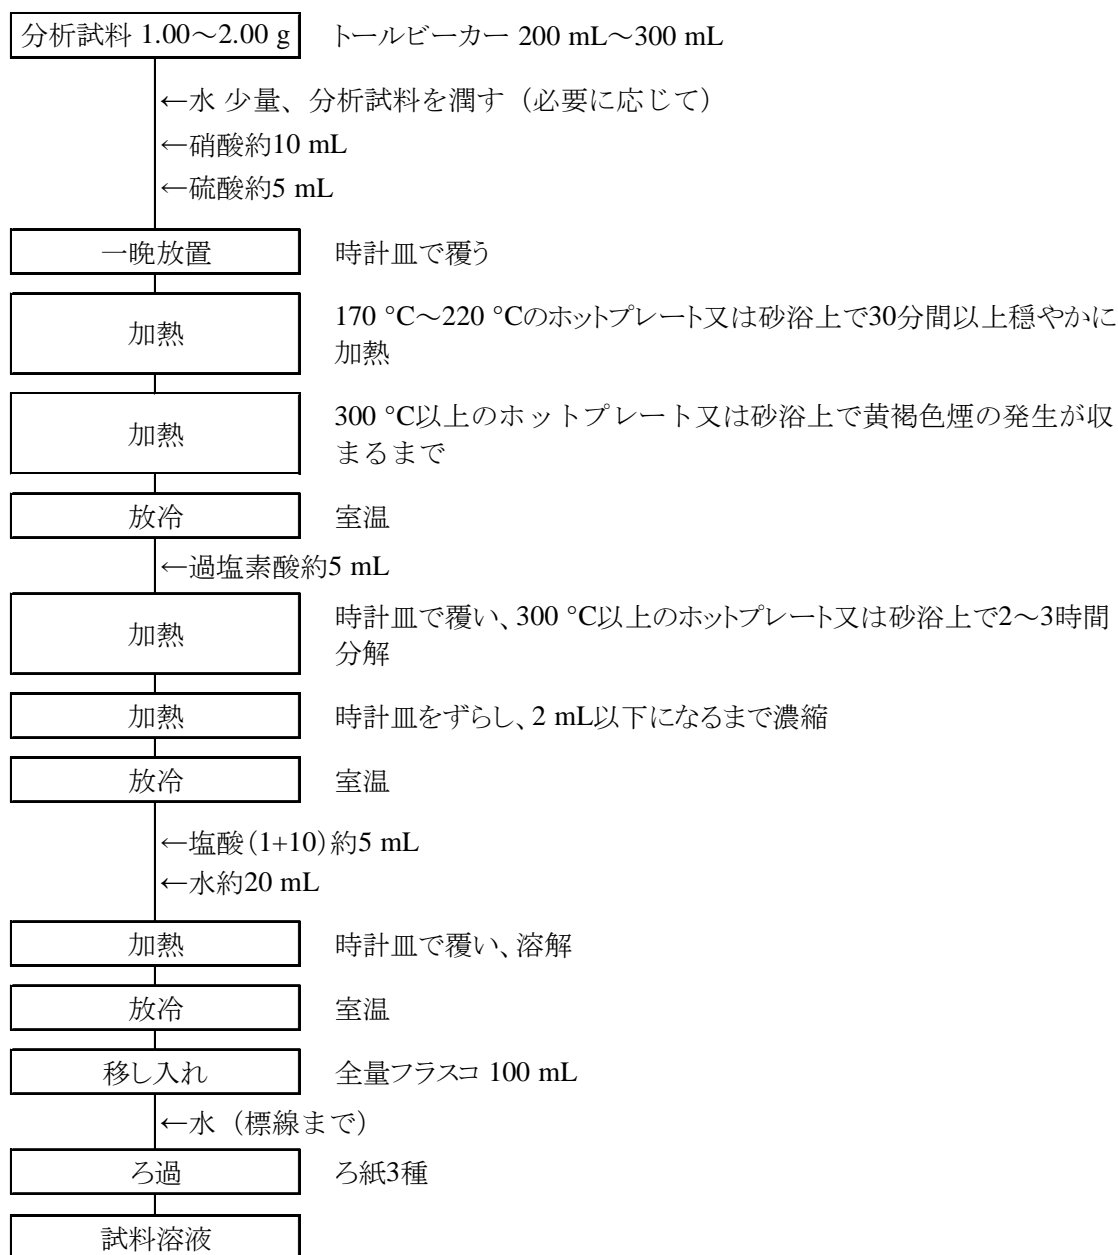 分析試料 1.00～2.00 g トールビーカー 200 mL～300 mL
←水 少量、分析試料を潤す（必要に応じて）
←硝酸約10 mL
←硫酸約5 mL
一晩放置 時計皿で覆う
加熱 170 °C～220 °Cのホットプレート又は砂浴上で30分間以上穏やかに
加熱
加熱 300 °C以上のホットプレート又は砂浴上で黄褐色煙の発生が収
まるまで
放冷 室温
←過塩素酸約5 mL
加熱 時計皿で覆い、300 °C以上のホットプレート又は砂浴上で2～3時間
分解
加熱 時計皿をずらし、2 mL以下になるまで濃縮
放冷 室温
←塩酸(1+10)約5 mL
←水約20 mL
加熱 時計皿で覆い、溶解
放冷 室温
移し入れ 全量フラスコ 100 mL
←水（標線まで）
ろ過 ろ紙3種
試料溶液